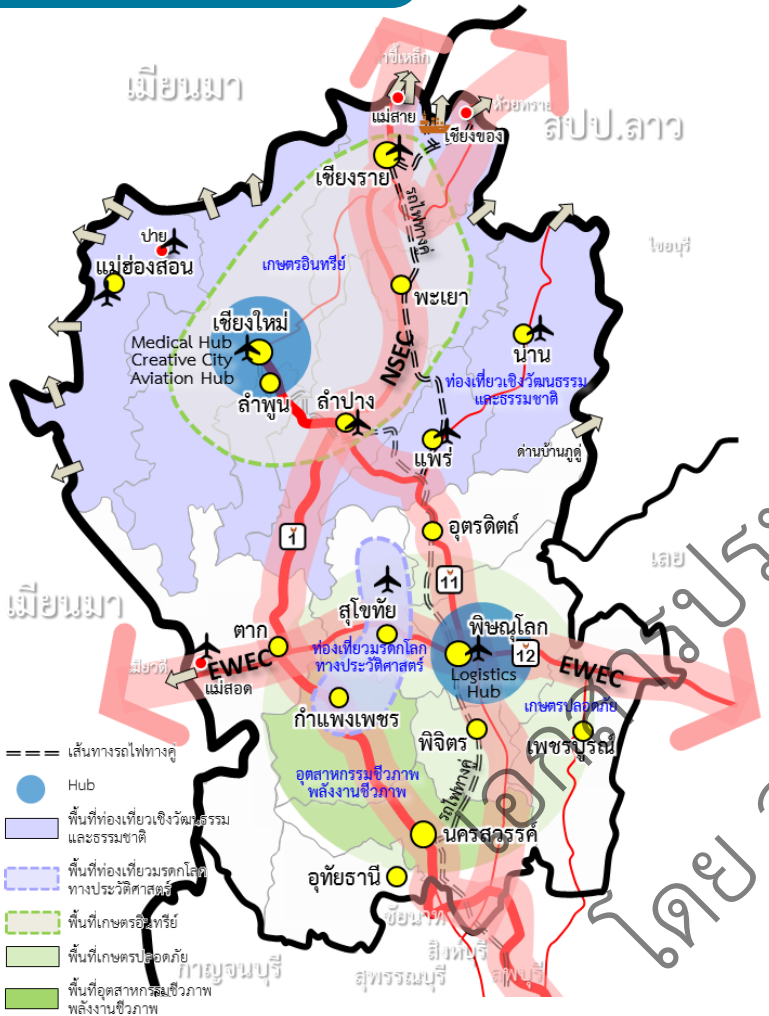 าขี้เหล็ก
เมียนมา
แม่สาย
ห้วยทราย
เชียงของ
สปป.ลาว
เชียงราย
รถไฟทางคู่
ปาย
แม่ฮ่องสอน
เกษตรอินทรีย์
ไชยบุรี
พะเยา
เชียงใหม่
Medical Hub
Creative City
Aviation Hub
น่าน
NSEC
ท่องเที่ยวเชิงวัฒนธรรม
และธรรมชาติ
ลำพูน
ลำปาง
แพร่
ด่านบ้านภูดู่
อุตรดิตถ์
1
11
เลย
เมียนมา
สุโขทัย
ตาก
พิษณุโลก
12
ท่องเที่ยวมรดกโลก
ทางประวัติศาสตร์
EWEC
EWEC
เมียวดี
แม่สอด
Logistics
Hub
กำแพงเพชร
เกษตรปลอดภัย
พิจิตร
เพชรบูรณ์
อุตสาหกรรมชีวภาพ
พลังงานชีวภาพ
รถไฟทางคู่
นครสวรรค์
อุทัยธานี
ชัยนาท
สิงห์บุรี
กาญจนบุรี
สุพรรณบุรี
ลพบุรี
เส้นทางรถไฟทางคู่
Hub
พื้นที่ท่องเที่ยวเชิงวัฒนธรรม
และธรรมชาติ
พื้นที่ท่องเที่ยวมรดกโลก
ทางประวัติศาสตร์
พื้นที่เกษตรอินทรีย์
พื้นที่เกษตรปลอดภัย
พื้นที่อุตสาหกรรมชีวภาพ
พลังงานชีวภาพ
เอกสารประ
โดย